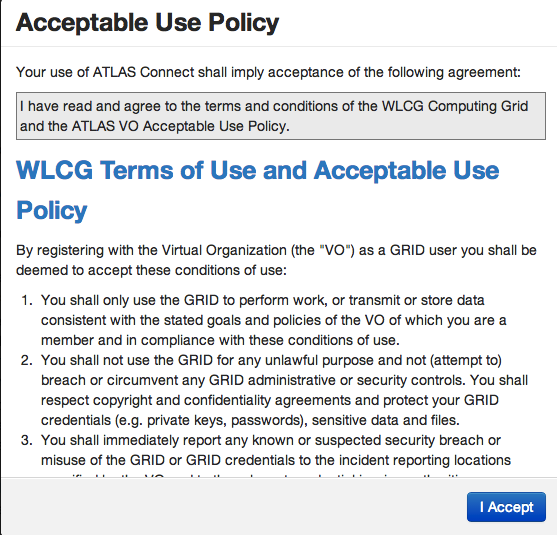 Acceptable Use Policy
Your use of ATLAS Connect shall imply acceptance of the following agreement:
I have read and agree to the terms and conditions of the WLCG Computing Grid
and the ATLAS VO Acceptable Use Policy.
WLCG Terms of Use and Acceptable Use
Policy
By registering with the Virtual Organization (the "VO") as a GRID user you shall be
deemed to accept these conditions of use:
1. You shall only use the GRID to perform work, or transmit or store data
consistent with the stated goals and policies of the VO of which you are a
member and in compliance with these conditions of use.
2. You shall not use the GRID for any unlawful purpose and not (attempt to)
breach or circumvent any GRID administrative or security controls. You shall
respect copyright and confidentiality agreements and protect your GRID
credentials (e.g. private keys, passwords), sensitive data and files.
3. You shall immediately report any known or suspected security breach or
misuse of the GRID or GRID credentials to the incident reporting locations
I Accept